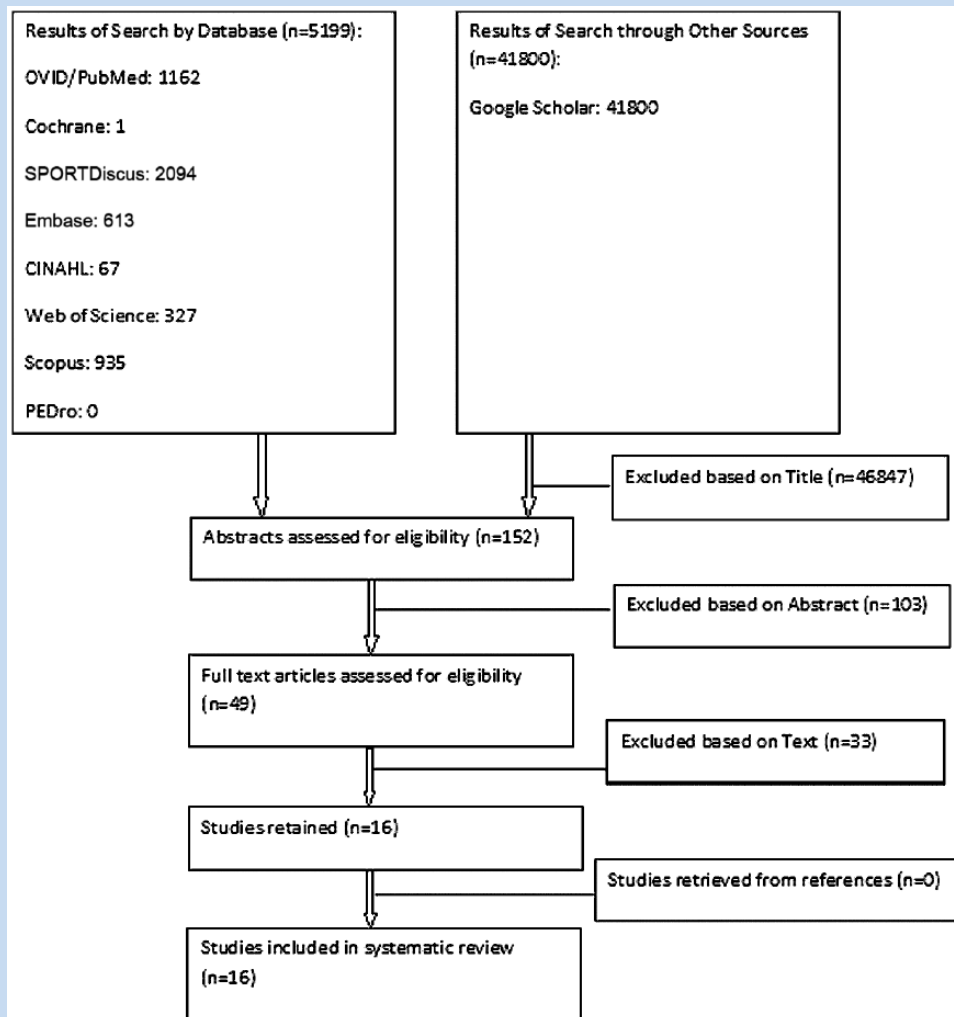 Results of Search by Database (n=5199):
OVID/PubMed: 1162
Cochrane: 1
SPORTDiscus: 2094
Embase: 613
CINAHL: 67
Web of Science: 327
Scopus: 935
PEDro: 0
Results of Search through Other Sources
(n=41800):
Google Scholar: 41800
Excluded based on Title (n=46847)
Abstracts assessed for eligibility (n=152)
Excluded based on Abstract (n=103)
Full text articles assessed for eligibility
(n=49)
Excluded based on Text (n=33)
Studies retained (n=16)
Studies retrieved from references (n=0)
Studies included in systematic review
(n=16)